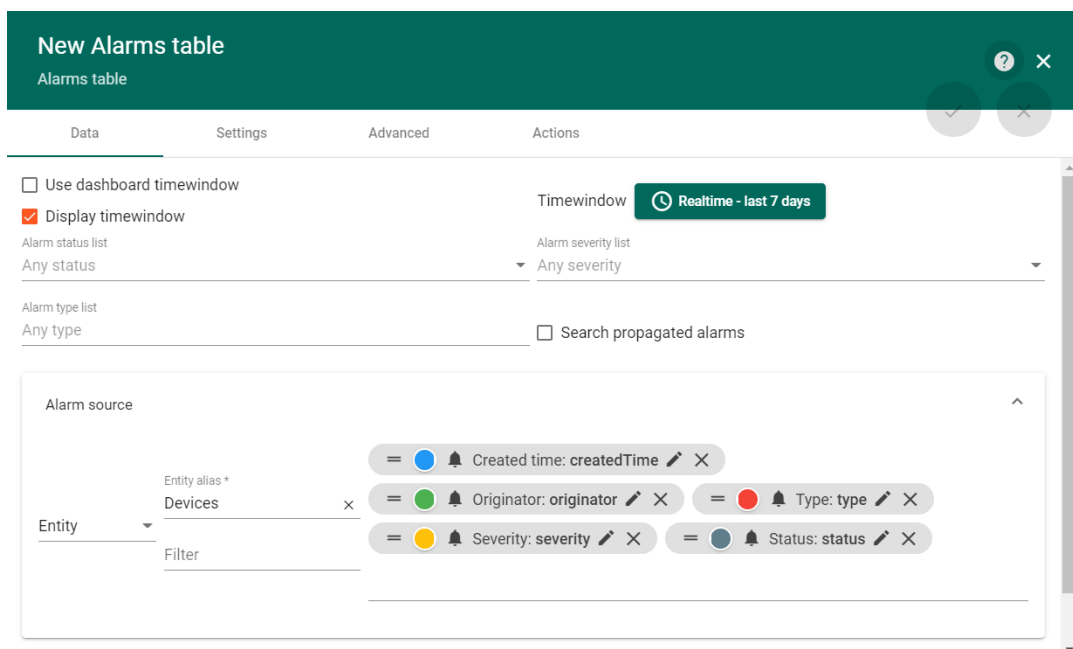 New Alarms table
Alarms table
Data Settings Advanced Actions
Use dashboard timewindow
Display timewindow
Timewindow Realtime - last 7 days
Alarm status list
Any status
Alarm severity list
Any severity
Alarm type list
Any type
Search propagated alarms
Alarm source
Entity
Entity alias *
Devices
Filter
Created time: createdTime
Originator: originator Type: type
Severity: severity Status: status